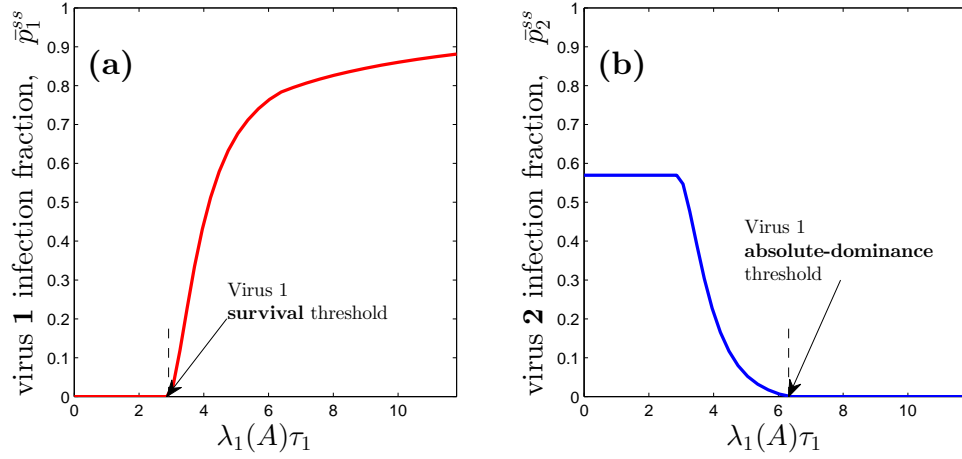 virus 1 infection fraction, p̄₁ˢˢ
1
0.9
0.8
0.7
0.6
0.5
0.4
0.3
0.2
0.1
0
(a)
Virus 1
survival threshold
0 2 4 6 8 10
λ₁(A)τ₁
virus 2 infection fraction, p̄₂ˢˢ
1
0.9
0.8
0.7
0.6
0.5
0.4
0.3
0.2
0.1
0
(b)
Virus 1
absolute-dominance
threshold
0 2 4 6 8 10
λ₁(A)τ₁